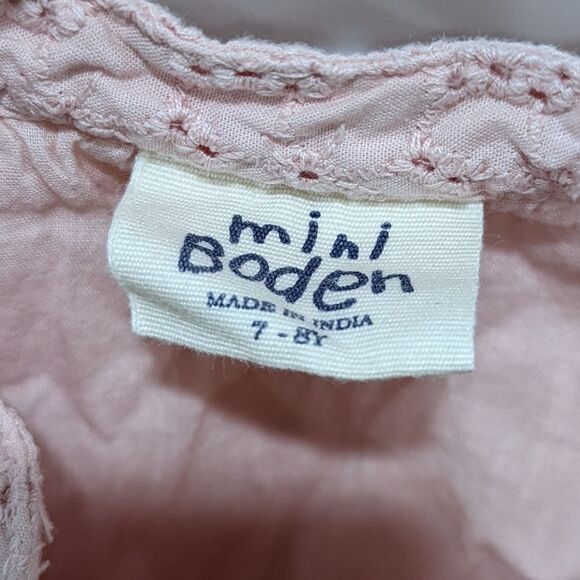 mini
Boden
MADE IN INDIA
7 - 8Y